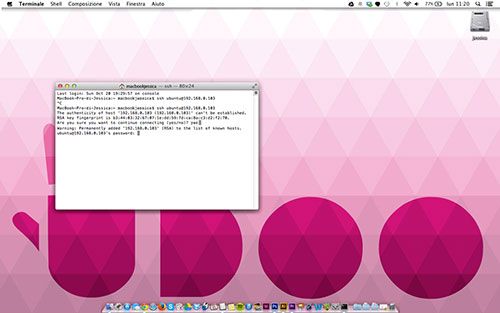 Terminale Shell Composizione Vista Finestra Aiuto 77% lun 11:20
jessica
macbookjessica — ssh — 80×24
Last login: Sun Oct 20 19:29:57 on console
MacBook-Pro-di-Jessica:~ macbookjessica$ ssh ubuntu@192.168.0.103
^C
MacBook-Pro-di-Jessica:~ macbookjessica$ ssh ubuntu@192.168.0.103
The authenticity of host '192.168.0.103 (192.168.0.103)' can't be established.
RSA key fingerprint is
Are you sure you want to continue connecting (yes/no)? yes
Warning: Permanently added '192.168.0.103' (RSA) to the list of known hosts.
ubuntu@192.168.0.103's password:
UDOO